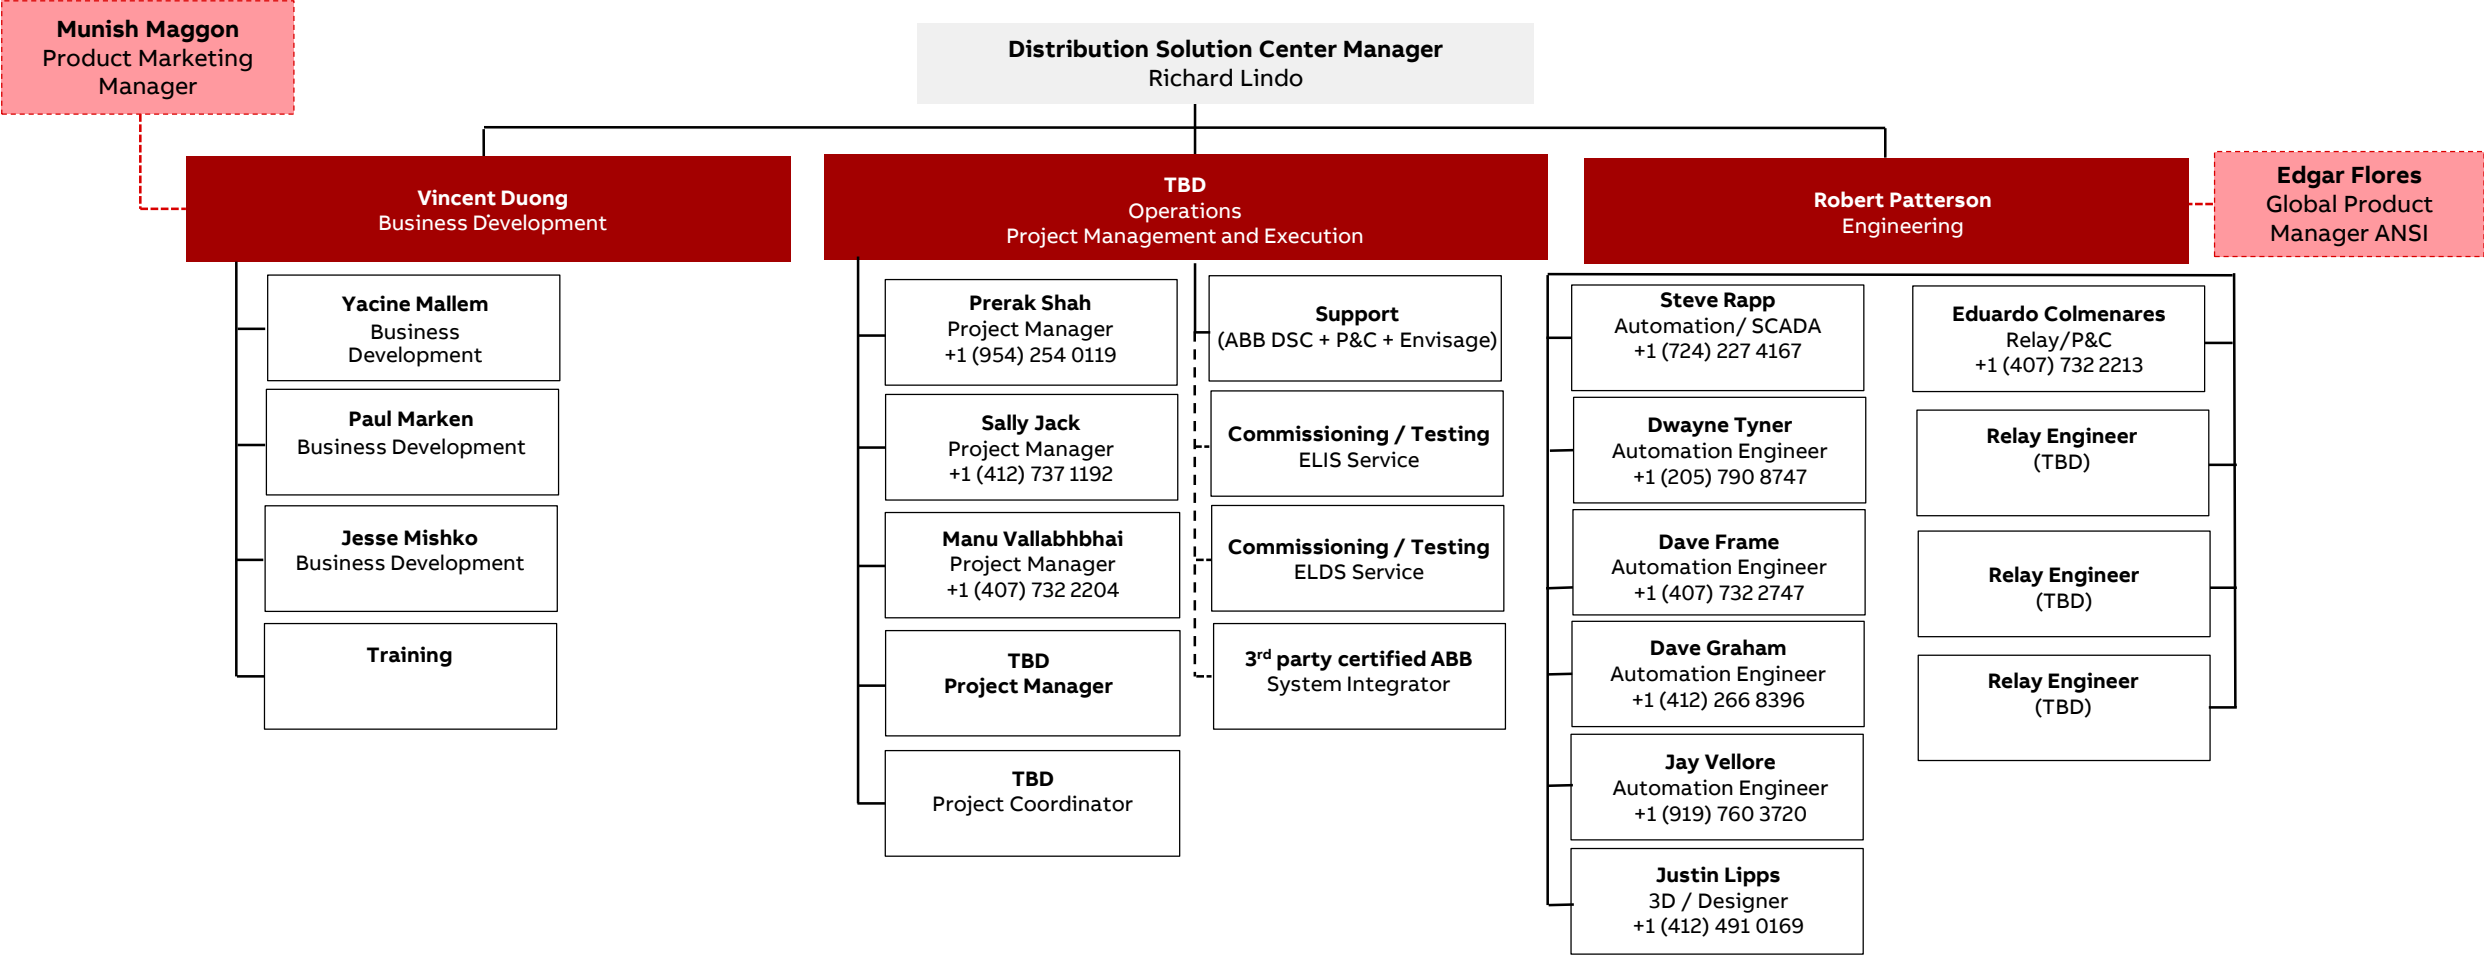 Munish Maggon
Product Marketing
Manager
Distribution Solution Center Manager
Richard Lindo
Vincent Duong
Business Development
TBD
Operations
Project Management and Execution
Robert Patterson
Engineering
Edgar Flores
Global Product
Manager ANSI
Yacine Mallem
Business
Development
Paul Marken
Business Development
Jesse Mishko
Business Development
Training
Prerak Shah
Project Manager
+1 (954) 254 0119
Sally Jack
Project Manager
+1 (412) 737 1192
Manu Vallabhbhai
Project Manager
+1 (407) 732 2204
TBD
Project Manager
TBD
Project Coordinator
Support
(ABB DSC + P&C + Envisage)
Commissioning / Testing
ELIS Service
Commissioning / Testing
ELDS Service
3rd party certified ABB
System Integrator
Steve Rapp
Automation/ SCADA
+1 (724) 227 4167
Dwayne Tyner
Automation Engineer
+1 (205) 790 8747
Dave Frame
Automation Engineer
+1 (407) 732 2747
Dave Graham
Automation Engineer
+1 (412) 266 8396
Jay Vellore
Automation Engineer
+1 (919) 760 3720
Justin Lipps
3D / Designer
+1 (412) 491 0169
Eduardo Colmenares
Relay/P&C
+1 (407) 732 2213
Relay Engineer
(TBD)
Relay Engineer
(TBD)
Relay Engineer
(TBD)